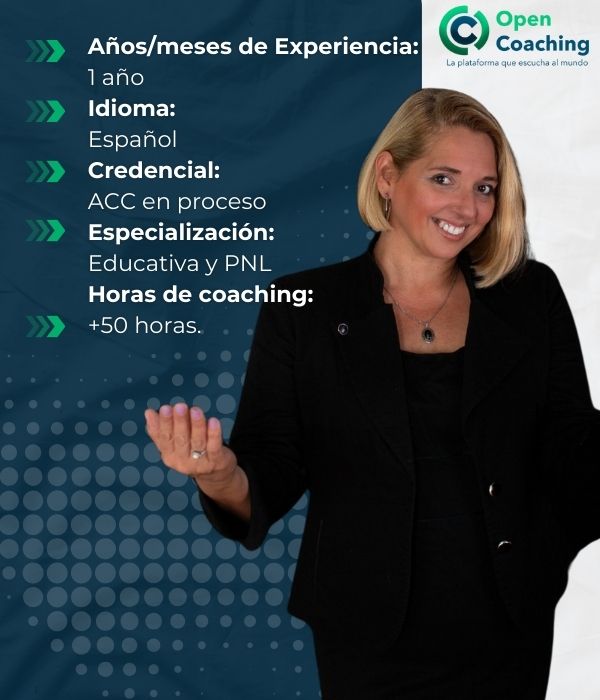 Open
Coaching
La plataforma que escucha al mundo
Años/meses de Experiencia:
1 año
Idioma:
Español
Credencial:
ACC en proceso
Especialización:
Educativa y PNL
Horas de coaching:
+50 horas.